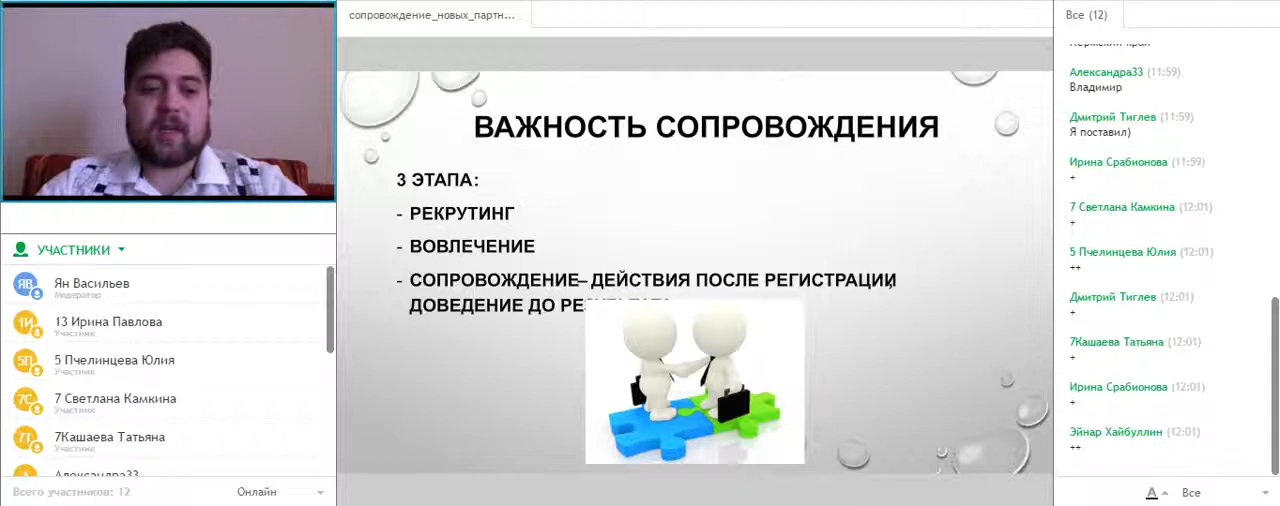 УЧАСТНИКИ
ЯВ
Ян Васильев
Модератор
1И
13 Ирина Павлова
Участник
5П
5 Пчелинцева Юлия
Участник
7С
7 Светлана Камкина
Участник
7Т
7Кашаева Татьяна
Участник
Александра33
Всего участников: 12
Онлайн
сопровождение_новых_партн...
ВАЖНОСТЬ СОПРОВОЖДЕНИЯ
3 ЭТАПА:
- РЕКРУТИНГ
- ВОВЛЕЧЕНИЕ
- СОПРОВОЖДЕНИЕ– ДЕЙСТВИЯ ПОСЛЕ РЕГИСТРАЦИИ,
ДОВЕДЕНИЕ ДО РЕЗУЛЬТАТА
Все (12)
Пермский край
Александра33 (11:59)
Владимир
Дмитрий Тиглев (11:59)
Я поставил)
Ирина Срабионова (11:59)
+
7 Светлана Камкина (12:01)
+
5 Пчелинцева Юлия (12:01)
++
Дмитрий Тиглев (12:01)
+
7Кашаева Татьяна (12:01)
+
Ирина Срабионова (12:01)
+
Эйнар Хайбуллин (12:01)
++
A
Все